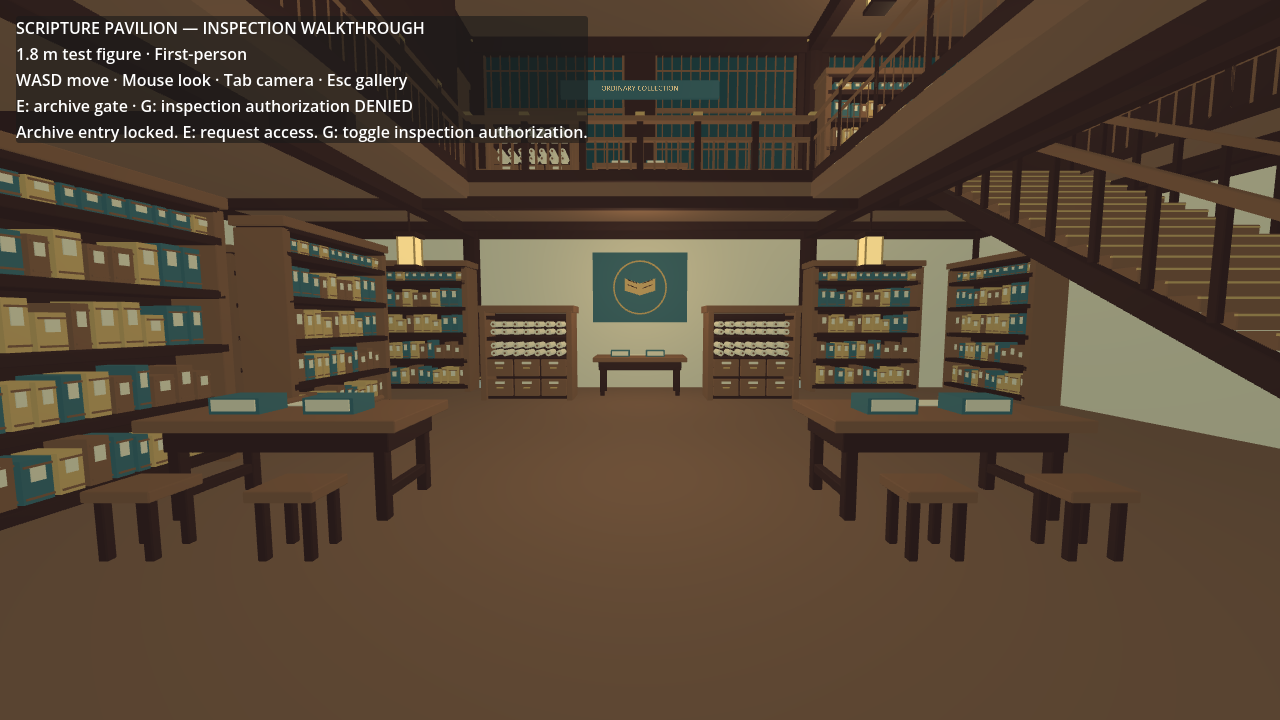 SCRIPTURE PAVILION — INSPECTION WALKTHROUGH
1.8 m test figure · First-person
WASD move · Mouse look · Tab camera · Esc gallery
E: archive gate · G: inspection authorization DENIED
Archive entry locked. E: request access. G: toggle inspection authorization.
ORDINARY COLLECTION